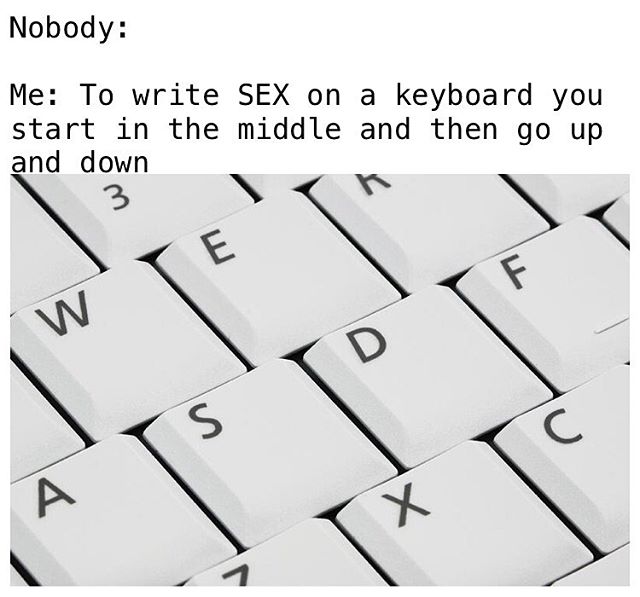 Nobody:
Me: To write SEX on a keyboard you
start in the middle and then go up
and down
3
R
E
F
W
D
S
C
A
X
Z